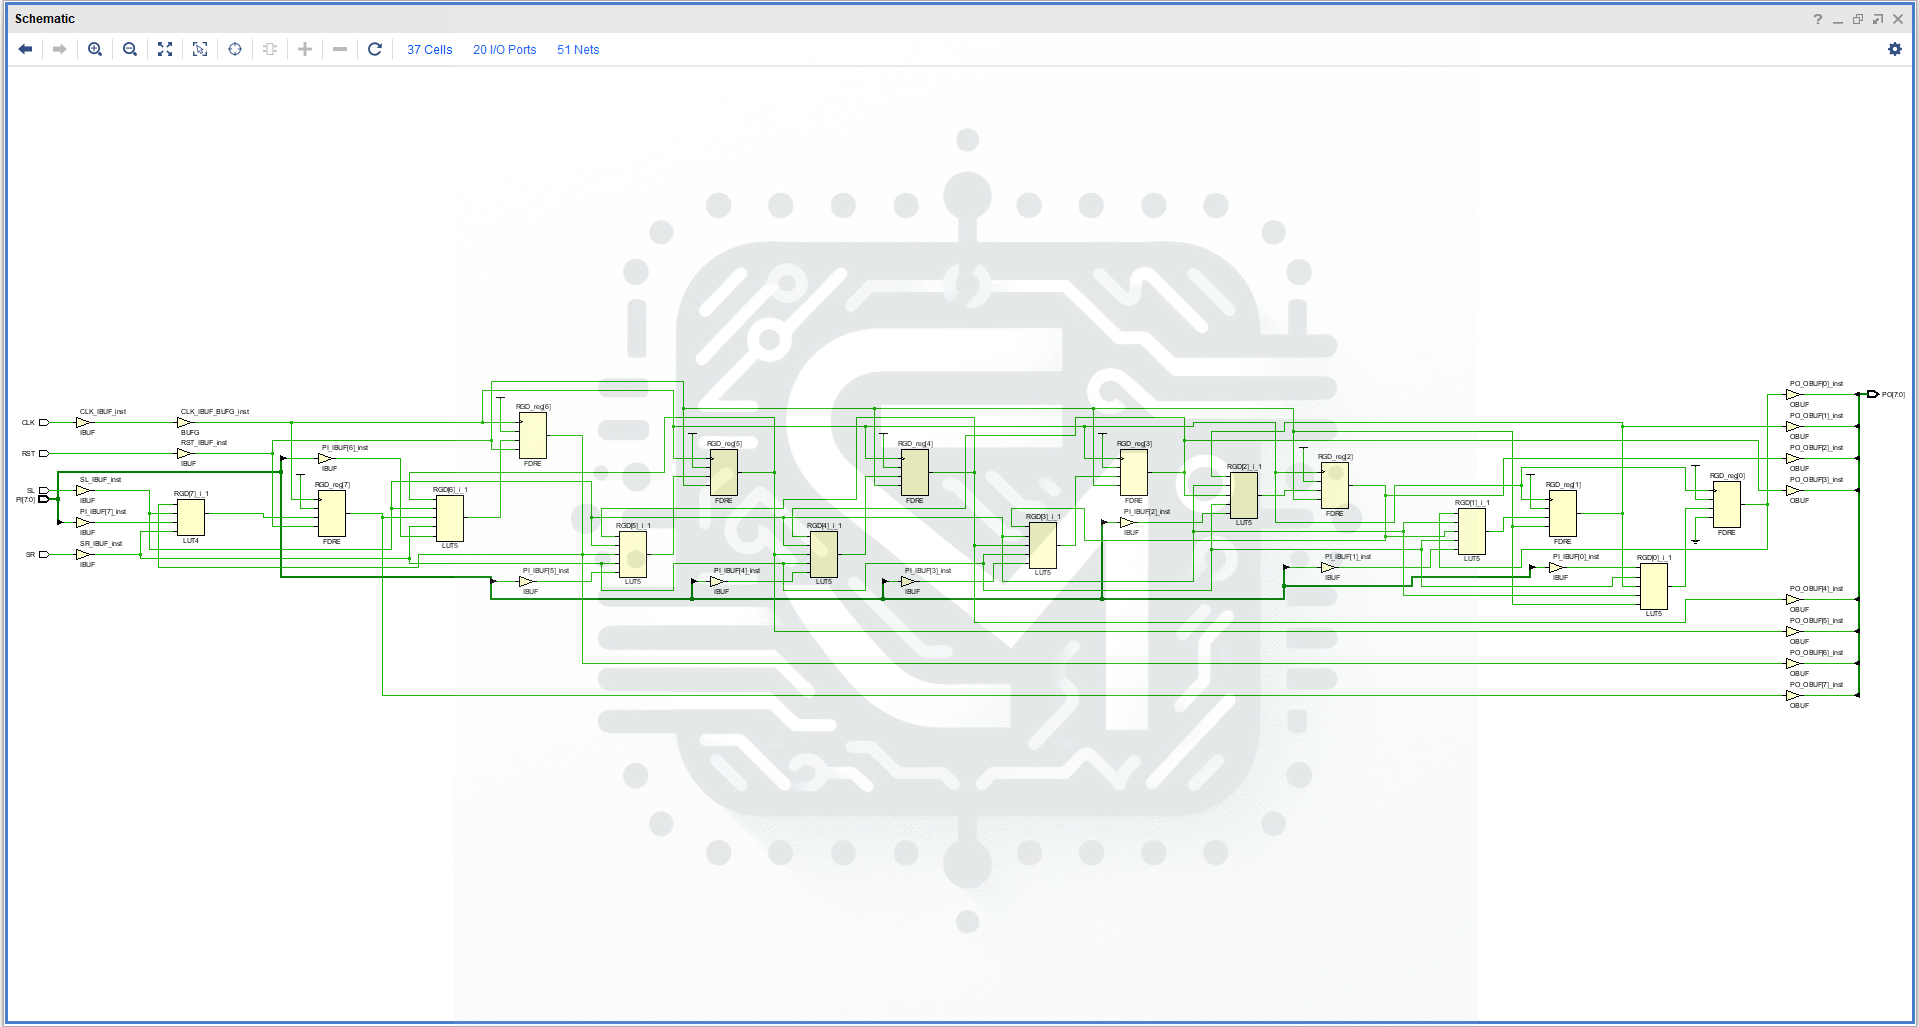 Schematic
?
37 Cells 20 I/O Ports 51 Nets
CLK
RST
SL
PI[7:0]
SR
CLK_IBUF_inst
IBUF
CLK_IBUF_BUFG_inst
BUFG
RST_IBUF_inst
IBUF
SL_IBUF_inst
IBUF
PI_IBUF[7]_inst
IBUF
SR_IBUF_inst
IBUF
RGD[7]_i_1
LUT4
PI_IBUF[6]_inst
IBUF
RGD_reg[7]
FDRE
RGD[6]_i_1
LUT5
RGD_reg[6]
FDRE
PI_IBUF[5]_inst
IBUF
RGD[5]_i_1
LUT5
RGD_reg[5]
FDRE
PI_IBUF[4]_inst
IBUF
RGD[4]_i_1
LUT5
RGD_reg[4]
FDRE
PI_IBUF[3]_inst
IBUF
RGD[3]_i_1
LUT5
RGD_reg[3]
FDRE
PI_IBUF[2]_inst
IBUF
RGD[2]_i_1
LUT5
RGD_reg[2]
FDRE
PI_IBUF[1]_inst
IBUF
RGD[1]_i_1
LUT5
RGD_reg[1]
FDRE
PI_IBUF[0]_inst
IBUF
RGD[0]_i_1
LUT5
RGD_reg[0]
FDRE
PO_OBUF[0]_inst
OBUF
PO_OBUF[1]_inst
OBUF
PO_OBUF[2]_inst
OBUF
PO_OBUF[3]_inst
OBUF
PO_OBUF[4]_inst
OBUF
PO_OBUF[5]_inst
OBUF
PO_OBUF[6]_inst
OBUF
PO_OBUF[7]_inst
OBUF
PO[7:0]